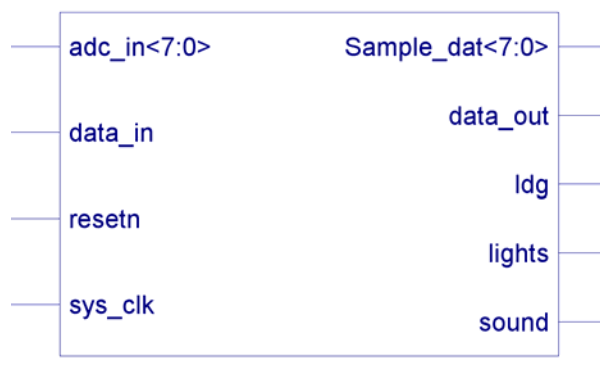 adc_in<7:0>
Sample_dat<7:0>
data_in
data_out
ldg
resetn
lights
sys_clk
sound